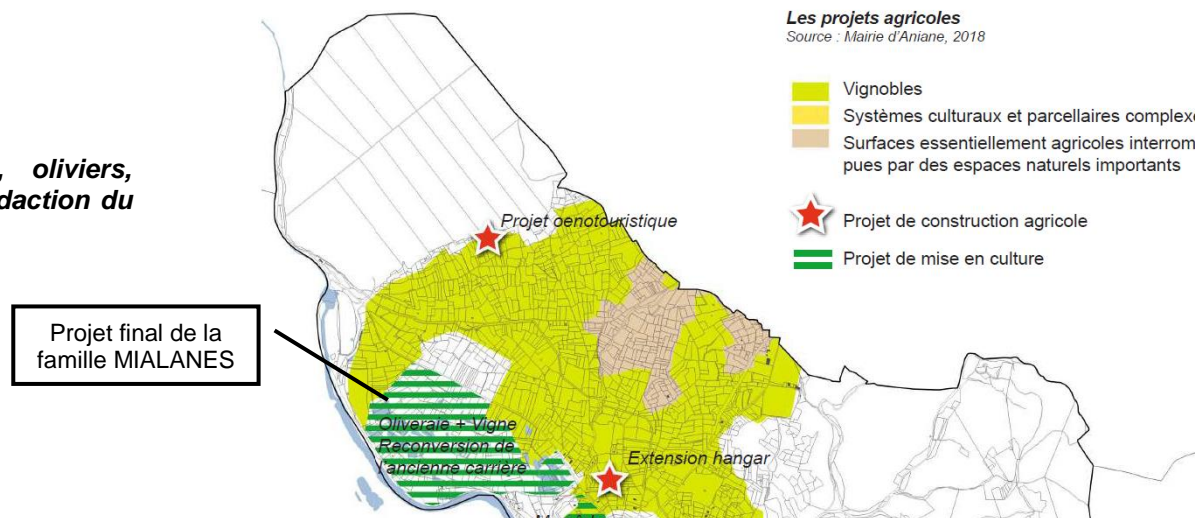 Les projets agricoles
Source : Mairie d'Aniane, 2018
Vignobles
Systèmes culturaux et parcellaires complexe
Surfaces essentiellement agricoles interrom
pues par des espaces naturels importants
Projet de construction agricole
Projet de mise en culture
, oliviers,
daction du
Projet oenotouristique
Projet final de la
famille MIALANES
Oliveraie + Vigne
Reconversion de
l'ancienne carrière
Extension hangar